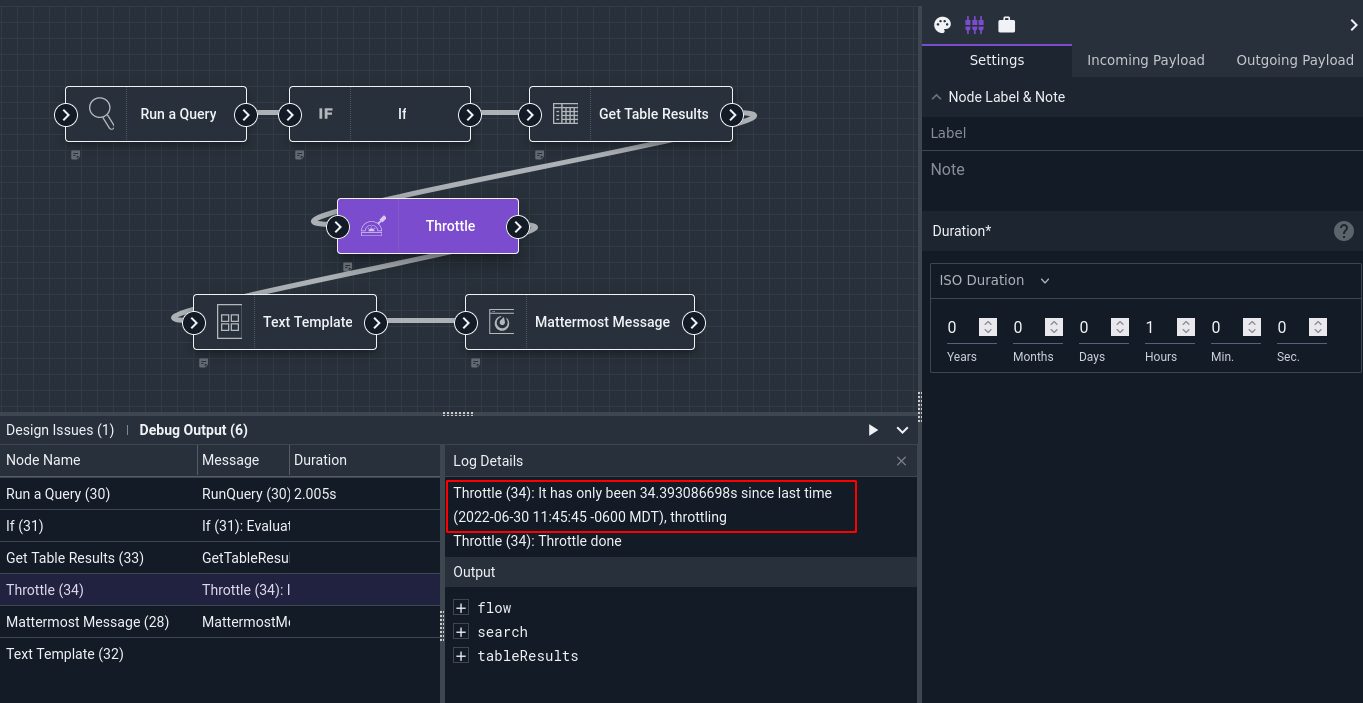 Run a Query
IF
If
Get Table Results
Throttle
Text Template
Mattermost Message
Design Issues (1)
Debug Output (6)
Node Name
Message
Duration
Run a Query (30)
RunQuery (30)
2.005s
If (31)
If (31): Evaluat
Get Table Results (33)
GetTableResul
Throttle (34)
Throttle (34): I
Mattermost Message (28)
MattermostMe
Text Template (32)
Log Details
Throttle (34): It has only been 34.393086698s since last time
(2022-06-30 11:45:45 -0600 MDT), throttling
Throttle (34): Throttle done
Output
flow
search
tableResults
Settings
Incoming Payload
Outgoing Payload
Node Label & Note
Label
Note
Duration*
?
ISO Duration
0 0 0 1 0 0
Years Months Days Hours Min. Sec.